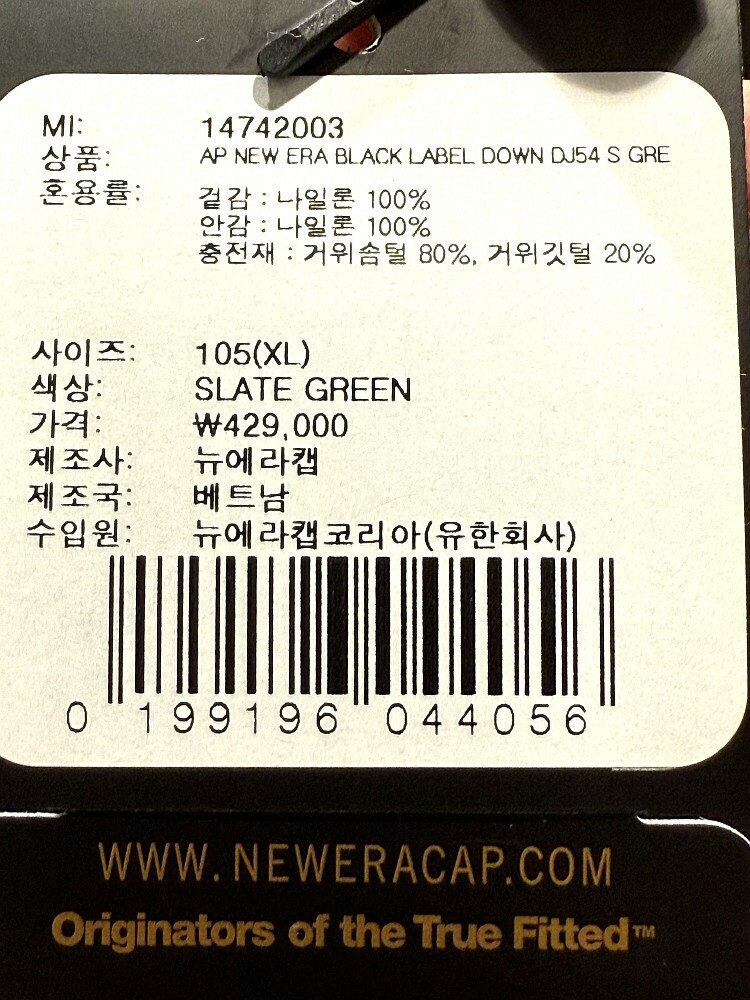 MI: 14742003
상품: AP NEW ERA BLACK LABEL DOWN DJ54 S GRE
혼용률: 겉감 : 나일론 100%
안감 : 나일론 100%
충전재 : 거위솜털 80%, 거위깃털 20%
사이즈: 105(XL)
색상: SLATE GREEN
가격: ₩429,000
제조사: 뉴에라캡
제조국: 베트남
수입원: 뉴에라캡코리아(유한회사)
0 199196 044056
WWW.NEWERACAP.COM
Originators of the True Fitted™